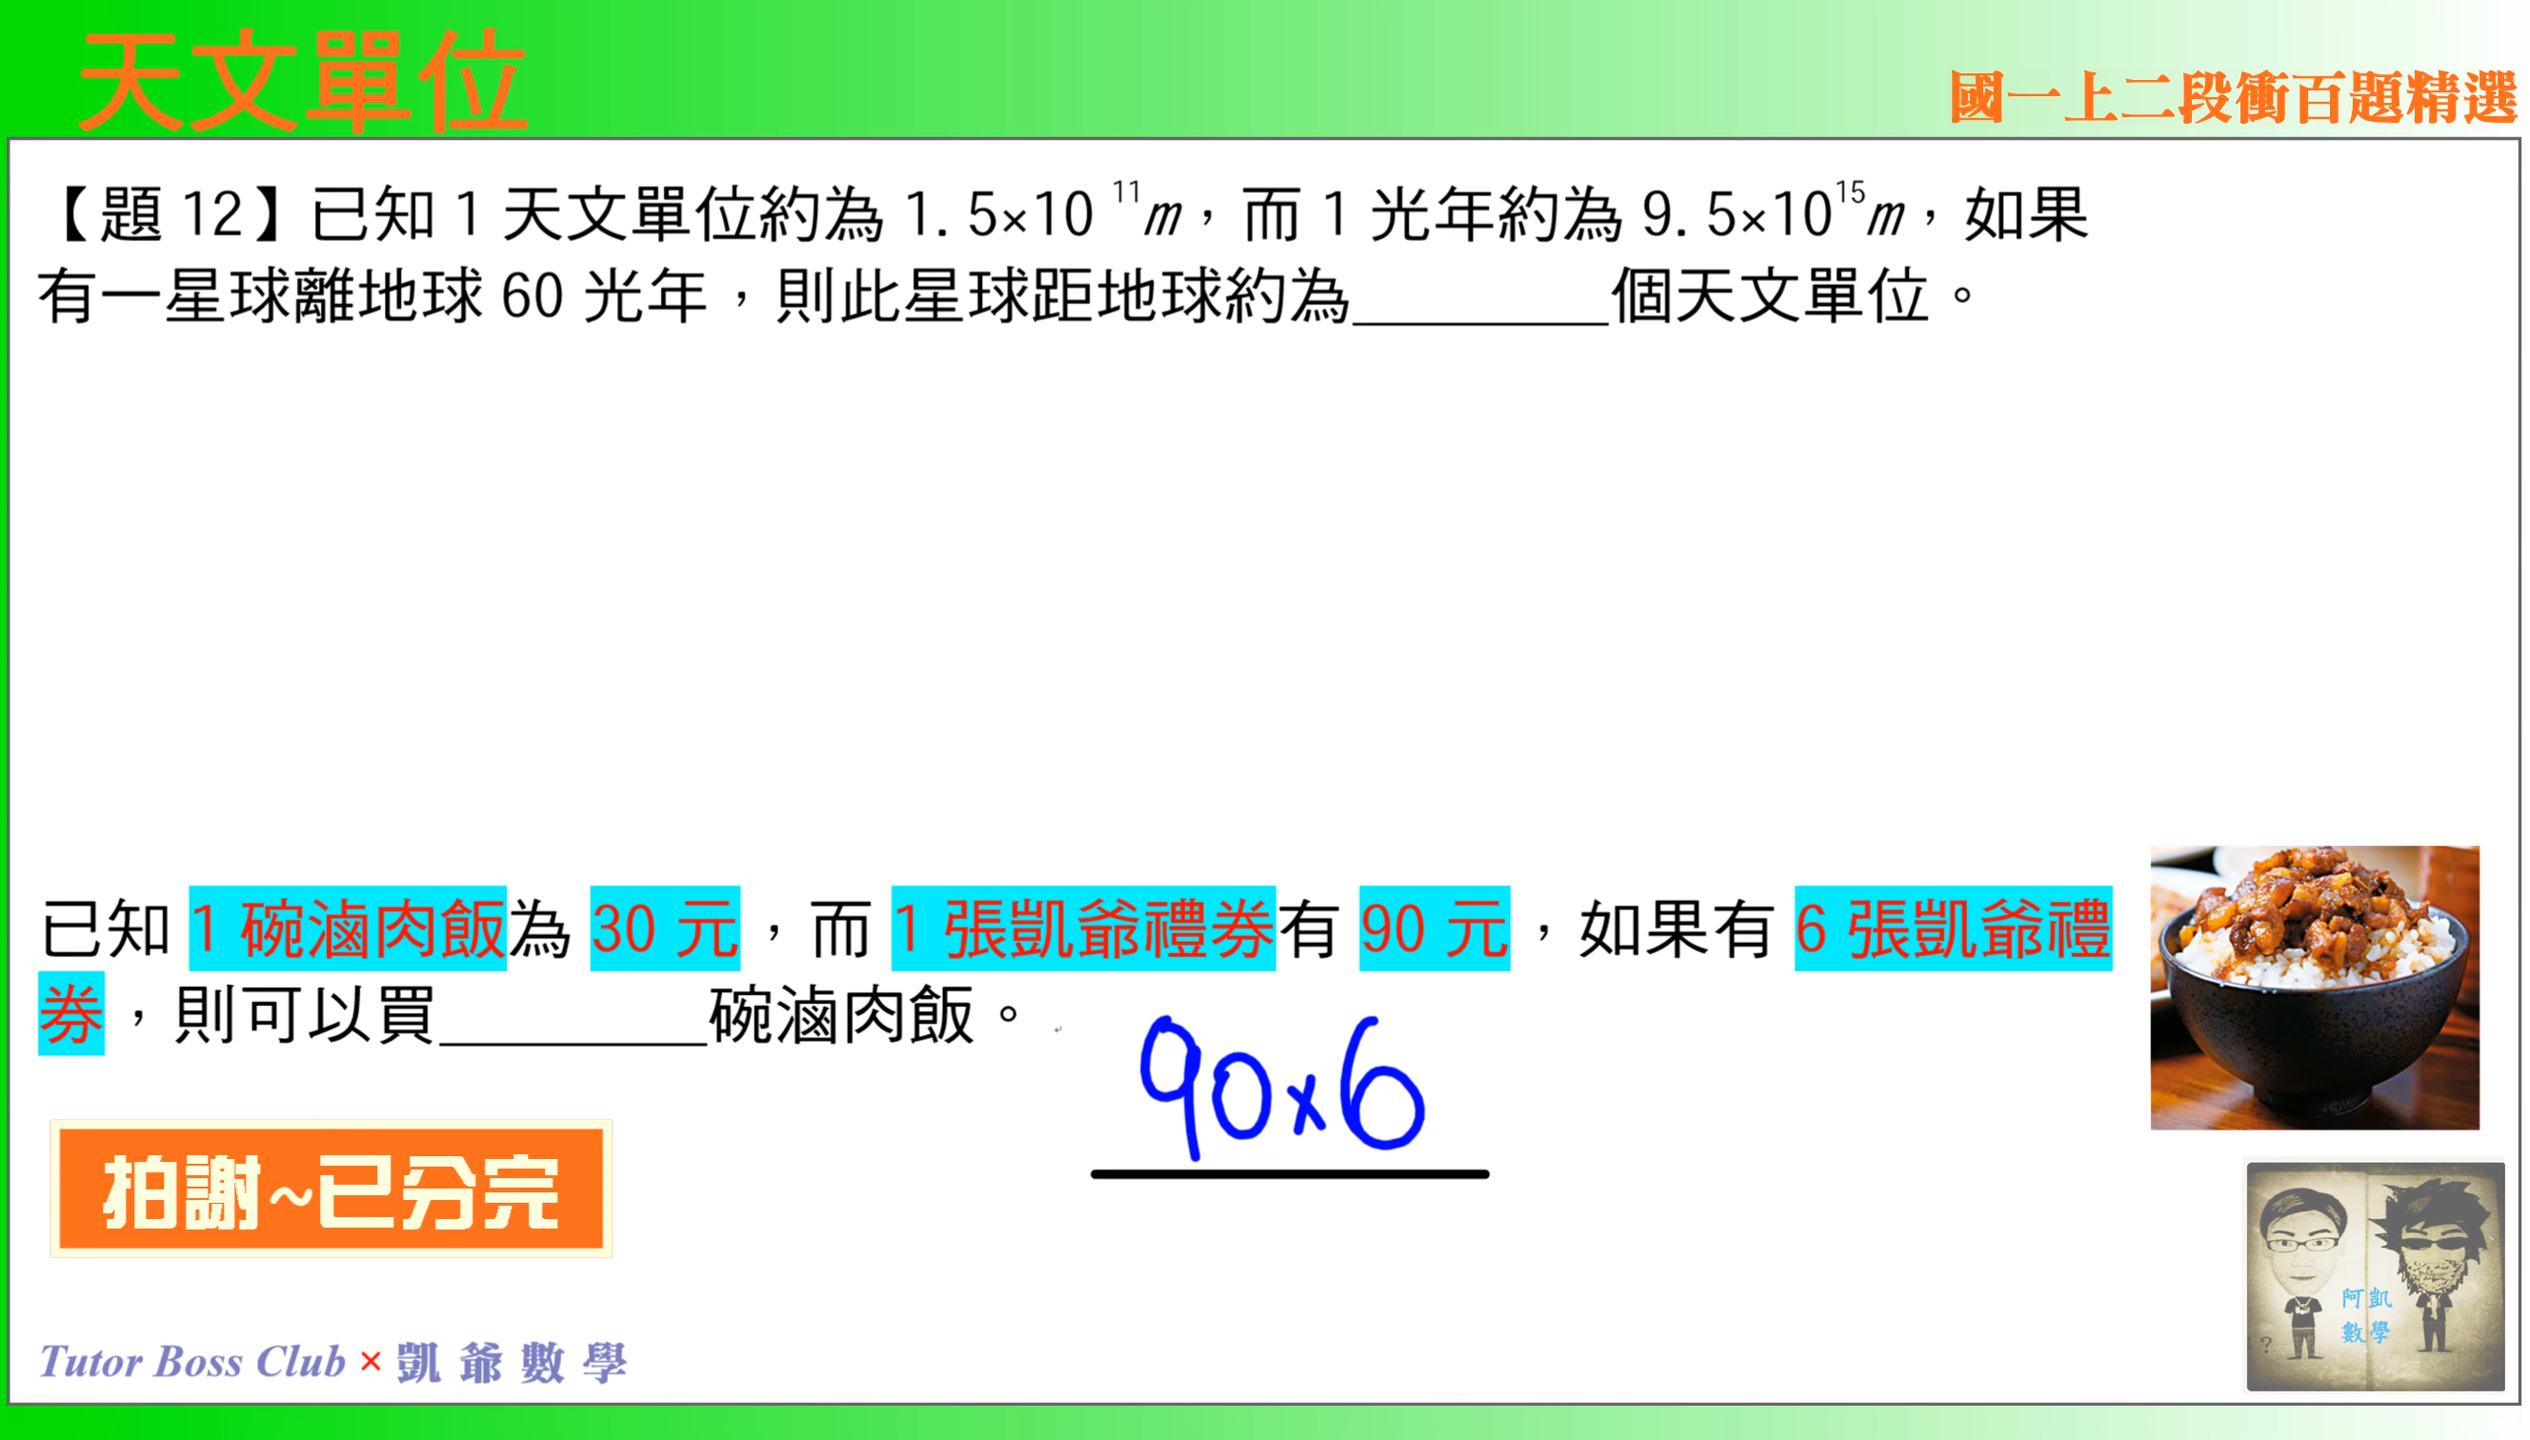 天文單位
國一上二段衝百題精選
【題 12】已知 1 天文單位約為 1.5×10¹¹m，而 1 光年約為 9.5×10¹⁵m，如果
有一星球離地球 60 光年，則此星球距地球約為________個天文單位。
已知 1 碗滷肉飯為 30 元，而 1 張凱爺禮券有 90 元，如果有 6 張凱爺禮
券，則可以買________碗滷肉飯。
90×6
拍謝~已分完
阿凱
數學
?
Tutor Boss Club × 凱爺數學